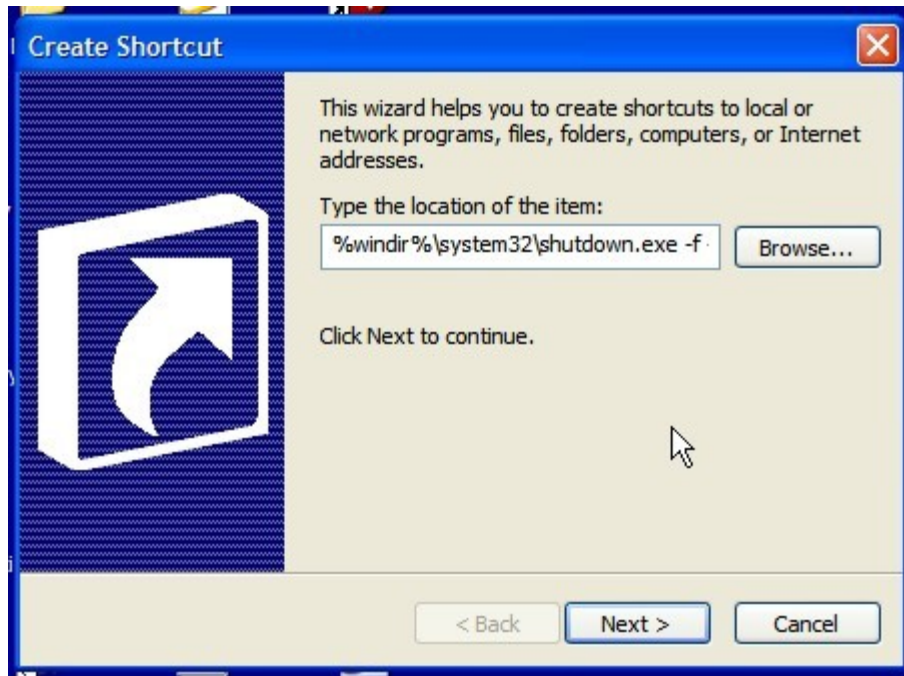 Create Shortcut
This wizard helps you to create shortcuts to local or
network programs, files, folders, computers, or Internet
addresses.
Type the location of the item:
%windir%\system32\shutdown.exe -f
Browse...
Click Next to continue.
< Back
Next >
Cancel